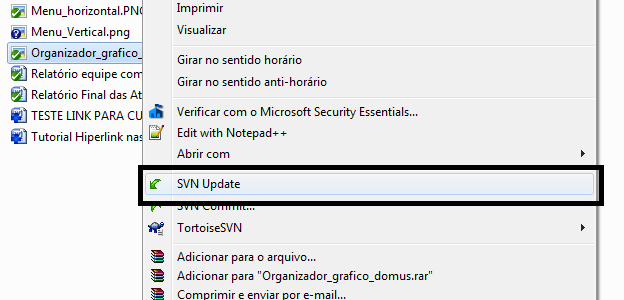 Menu_horizontal.PNG
Menu_Vertical.png
Organizador_grafico_
Relatório equipe com
Relatório Final das At
TESTE LINK PARA CU
Tutorial Hiperlink nas
Imprimir
Visualizar
Girar no sentido horário
Girar no sentido anti-horário
Verificar com o Microsoft Security Essentials...
Edit with Notepad++
Abrir com
SVN Update
SVN Commit...
TortoiseSVN
Adicionar para o arquivo...
Adicionar para "Organizador_grafico_domus.rar"
Comprimir e enviar por e-mail...